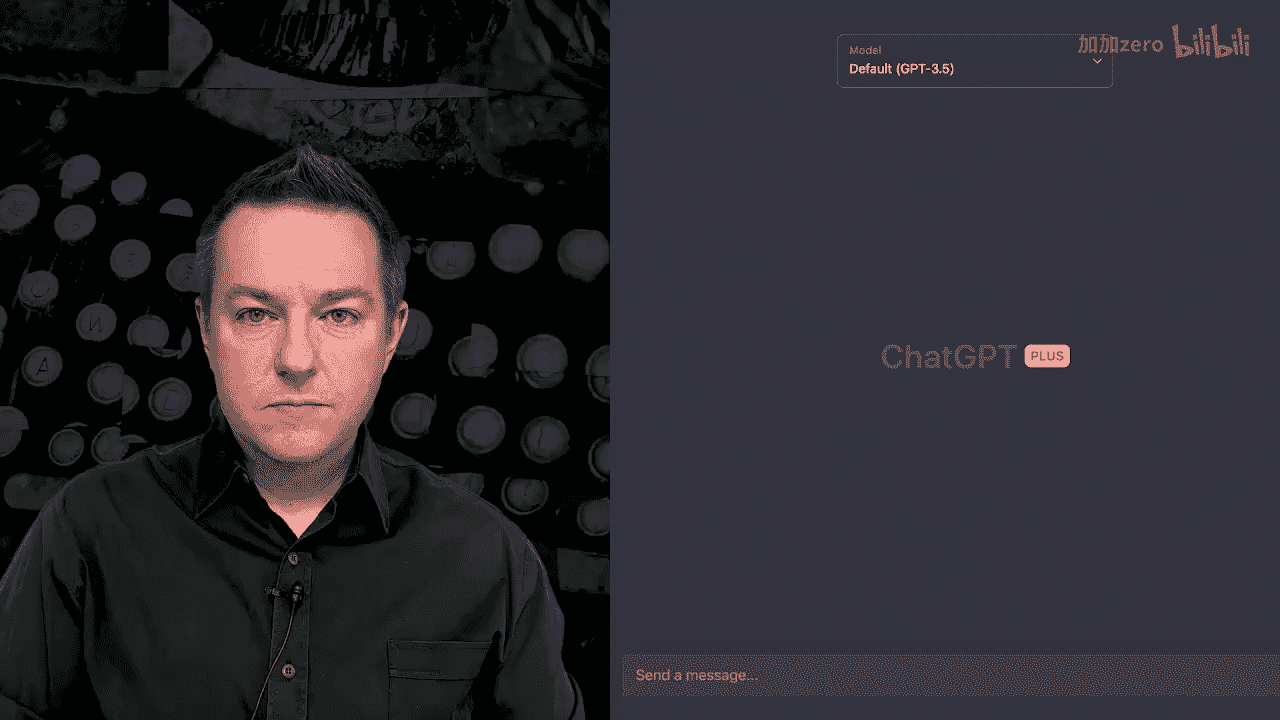 加加zero bilibili
Model
Default (GPT-3.5)
ChatGPT PLUS
Send a message...